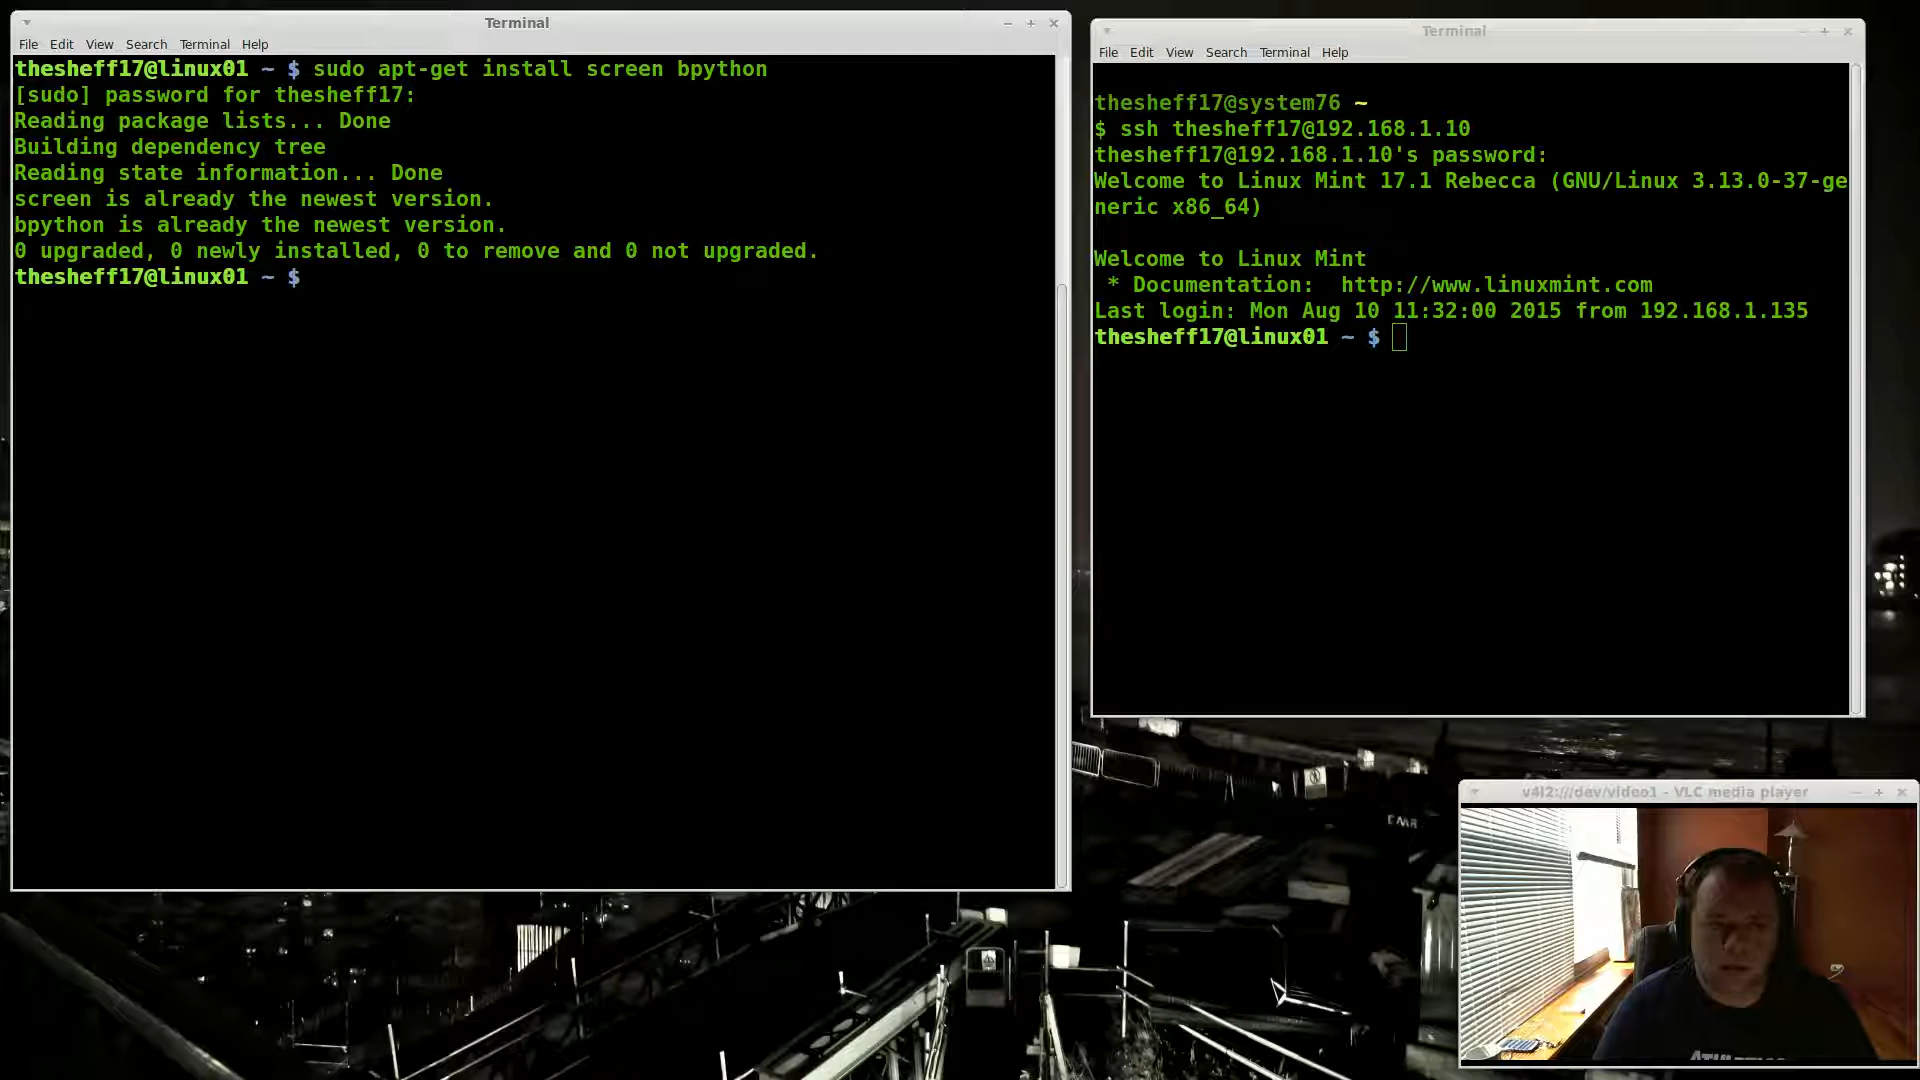 Terminal
File Edit View Search Terminal Help
thesheff17@linux01 ~ $ sudo apt-get install screen bpython
[sudo] password for thesheff17:
Reading package lists... Done
Building dependency tree
Reading state information... Done
screen is already the newest version.
bpython is already the newest version.
0 upgraded, 0 newly installed, 0 to remove and 0 not upgraded.
thesheff17@linux01 ~ $
Terminal
File Edit View Search Terminal Help
thesheff17@system76 ~
$ ssh thesheff17@192.168.1.10
thesheff17@192.168.1.10's password:
Welcome to Linux Mint 17.1 Rebecca (GNU/Linux 3.13.0-37-ge
neric x86_64)
Welcome to Linux Mint
* Documentation: http://www.linuxmint.com
Last login: Mon Aug 10 11:32:00 2015 from 192.168.1.135
thesheff17@linux01 ~ $
v4l2:///dev/video1 - VLC media player